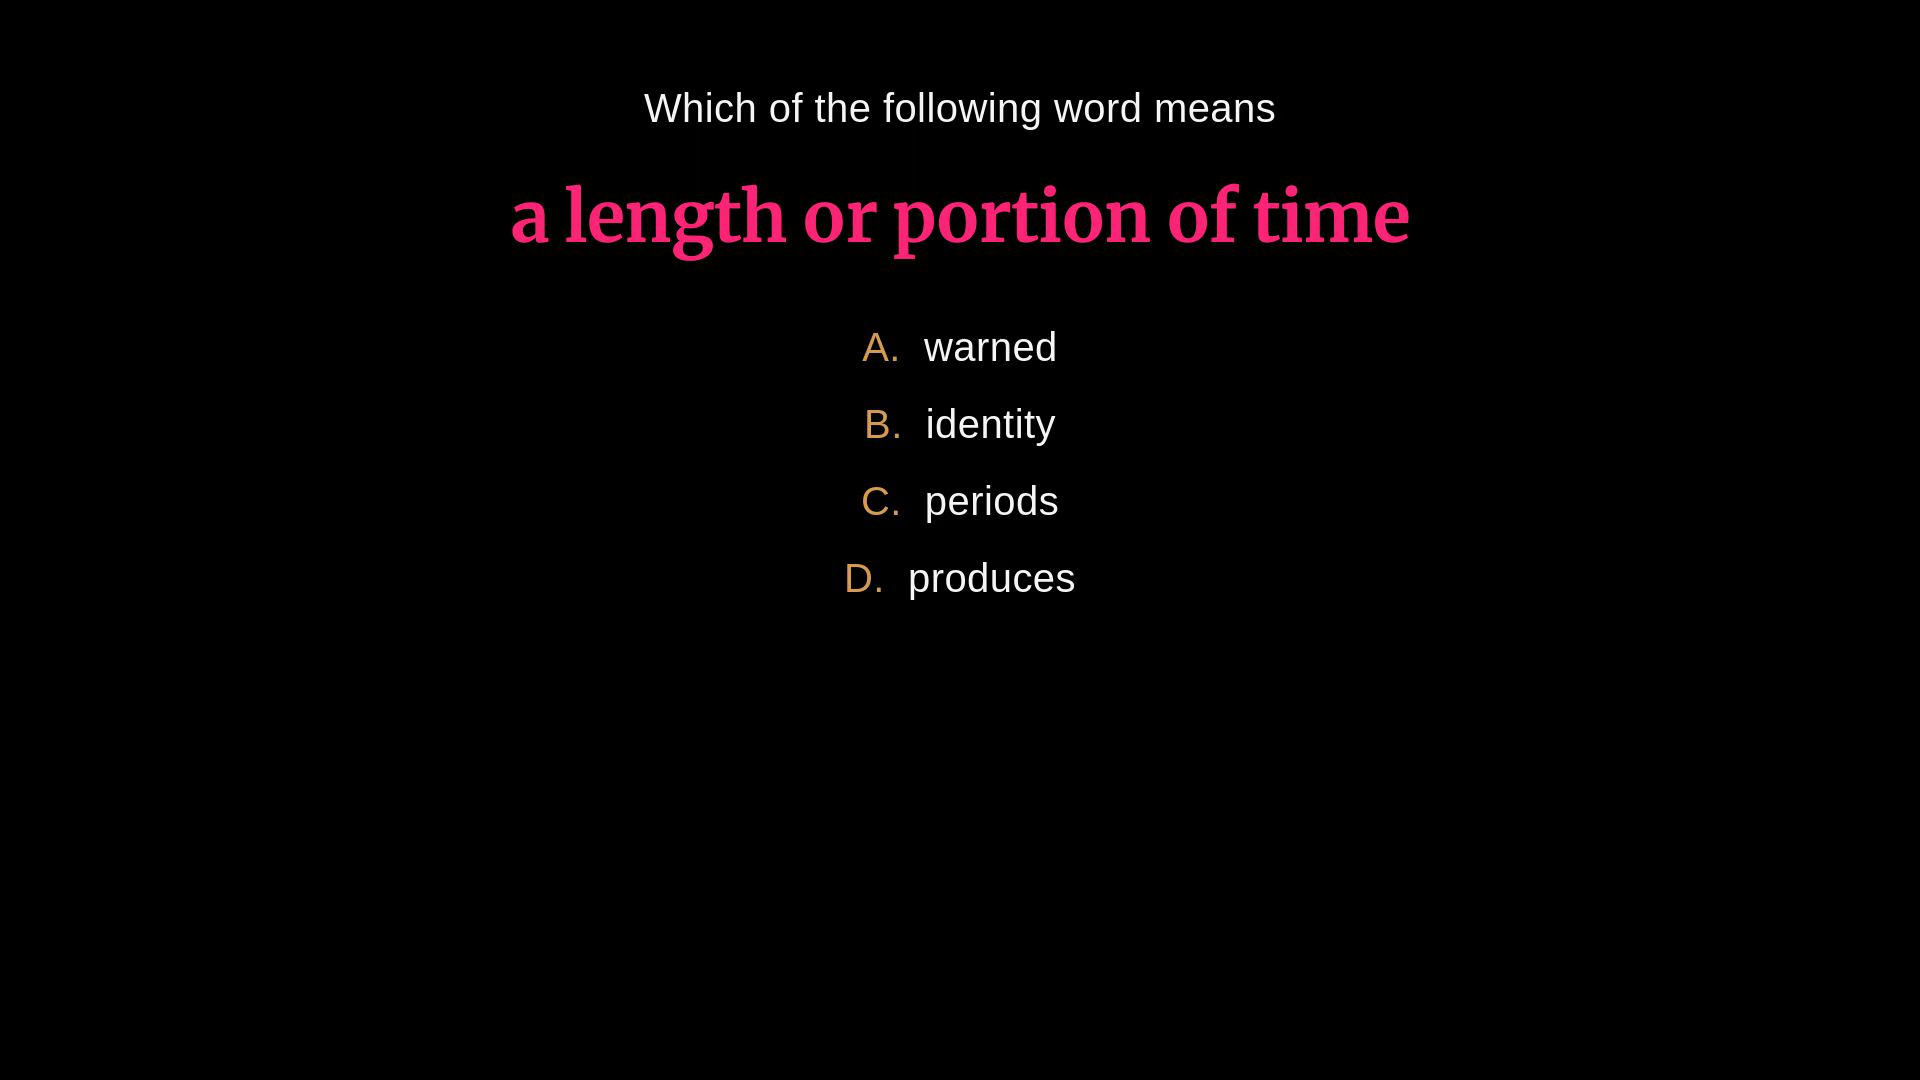 Which of the following word means
a length or portion of time
A. warned
B. identity
C. periods
D. produces